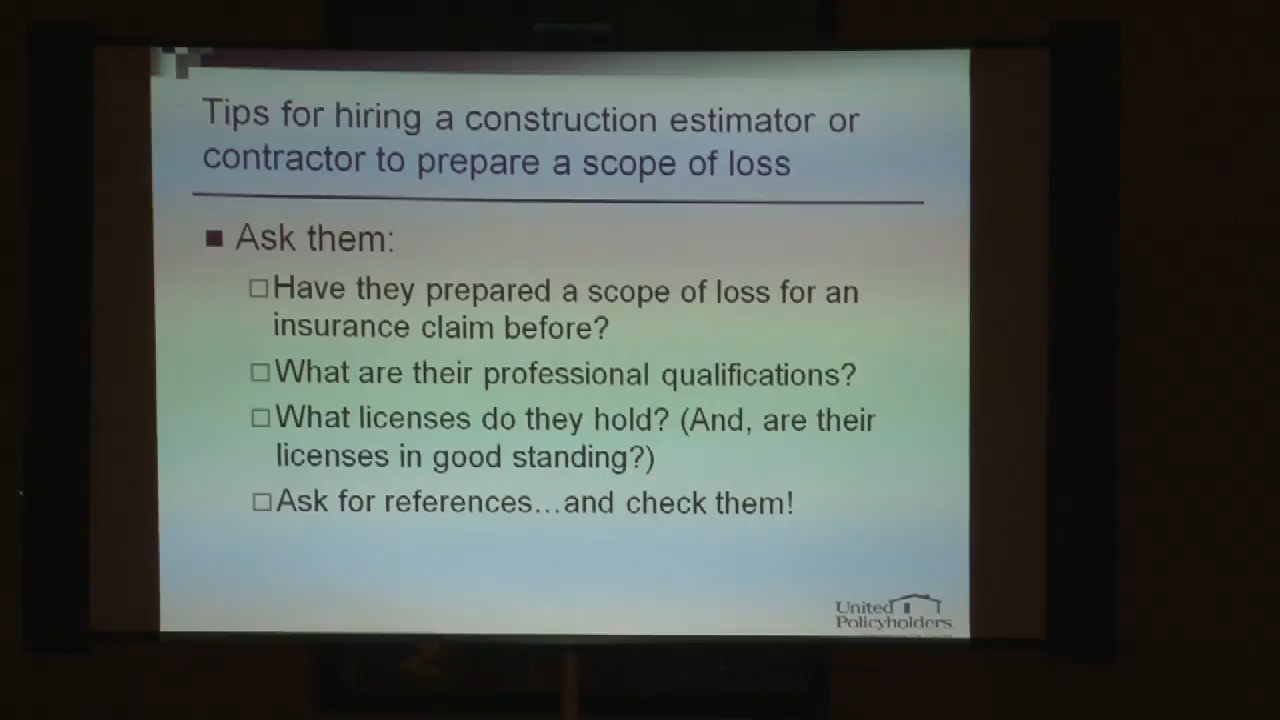 Tips for hiring a construction estimator or
contractor to prepare a scope of loss
Ask them:
Have they prepared a scope of loss for an
insurance claim before?
What are their professional qualifications?
What licenses do they hold? (And, are their
licenses in good standing?)
Ask for references...and check them!
United
Policyholders